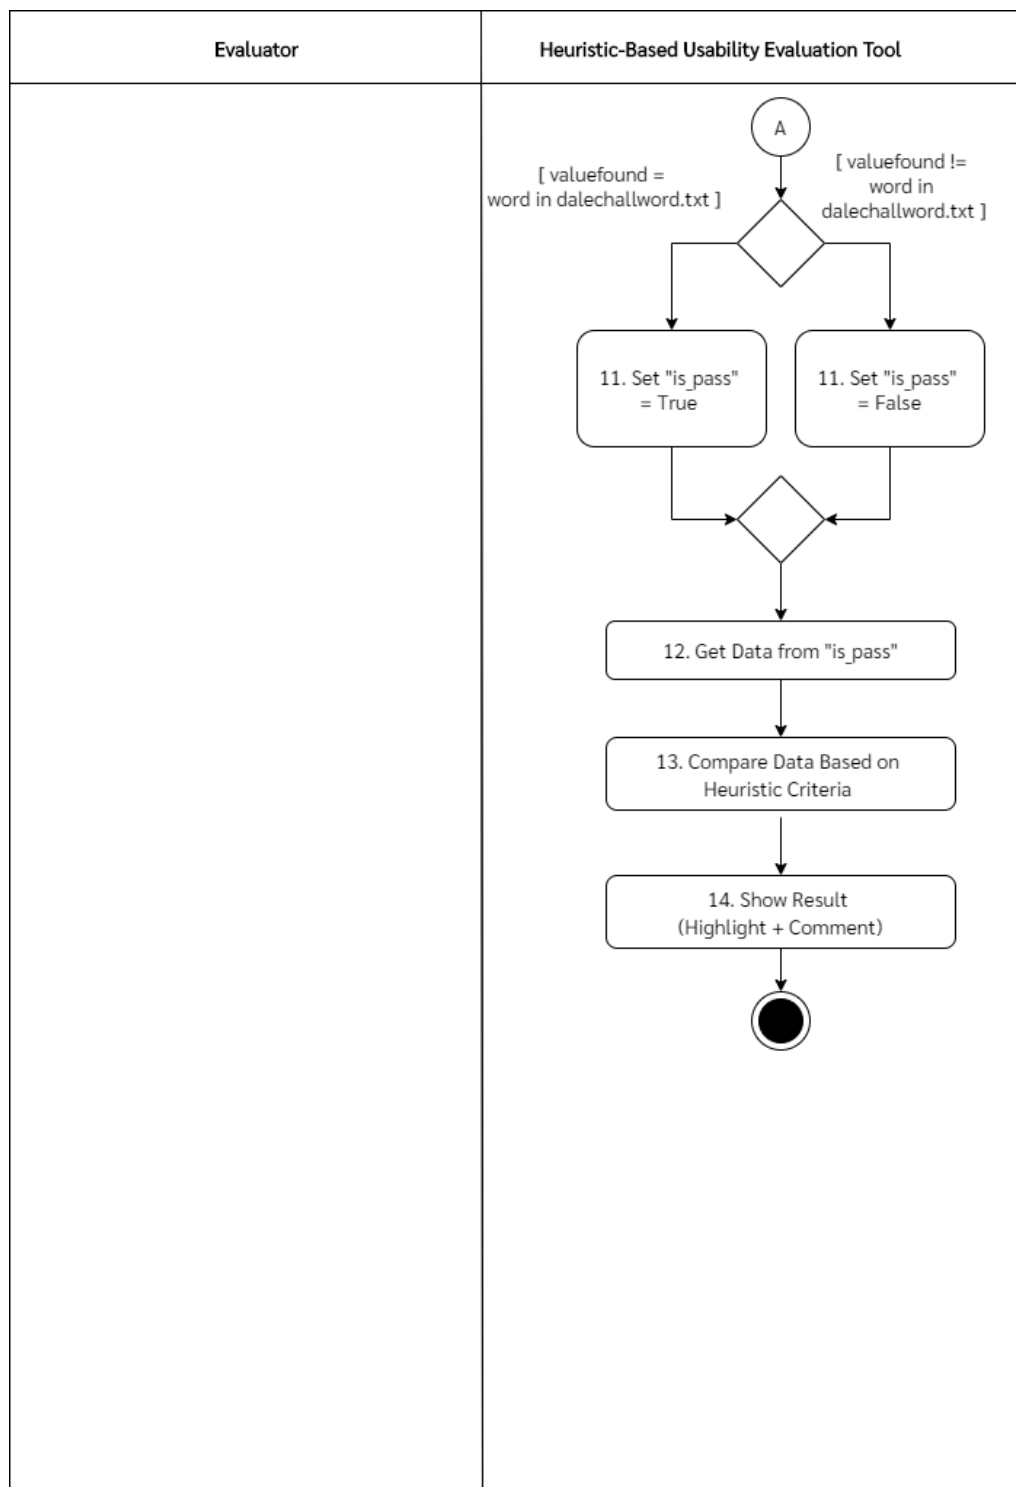 Evaluator
Heuristic-Based Usability Evaluation Tool
A
[ valuefound =
word in dalechallword.txt ]
[ valuefound !=
word in
dalechallword.txt ]
11. Set "is_pass"
= True
11. Set "is_pass"
= False
12. Get Data from "is_pass"
13. Compare Data Based on
Heuristic Criteria
14. Show Result
(Highlight + Comment)